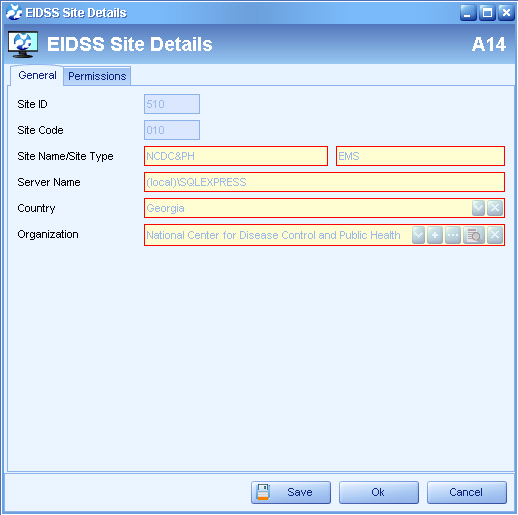 EIDSS Site Details
EIDSS Site Details A14
General Permissions
Site ID 510
Site Code 010
Site Name/Site Type NCDC&PH EMS
Server Name (local)\SQLEXPRESS
Country Georgia
Organization National Center for Disease Control and Public Health
Save Ok Cancel